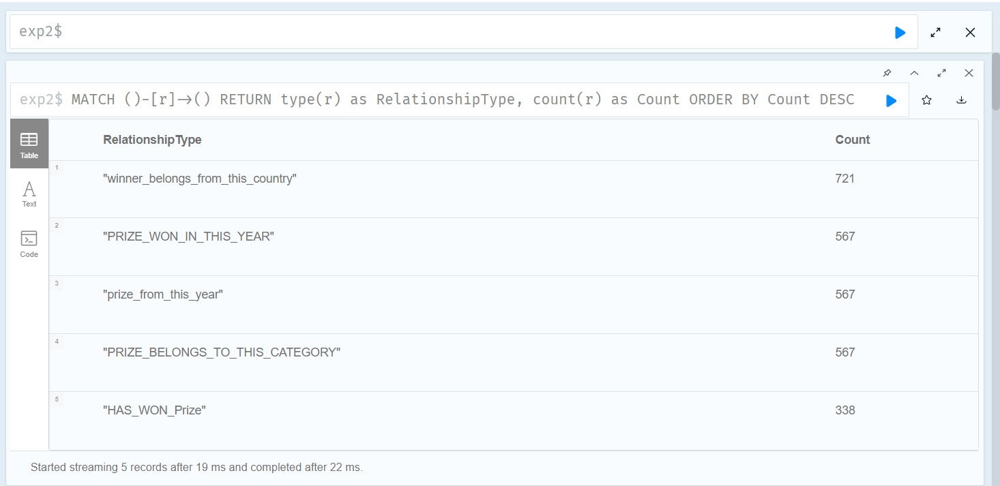 exp2$
exp2$ MATCH ()-[r]→() RETURN type(r) as RelationshipType, count(r) as Count ORDER BY Count DESC
Table
Text
Code
RelationshipType Count
1 "winner_belongs_from_this_country" 721
2 "PRIZE_WON_IN_THIS_YEAR" 567
3 "prize_from_this_year" 567
4 "PRIZE_BELONGS_TO_THIS_CATEGORY" 567
5 "HAS_WON_Prize" 338
Started streaming 5 records after 19 ms and completed after 22 ms.